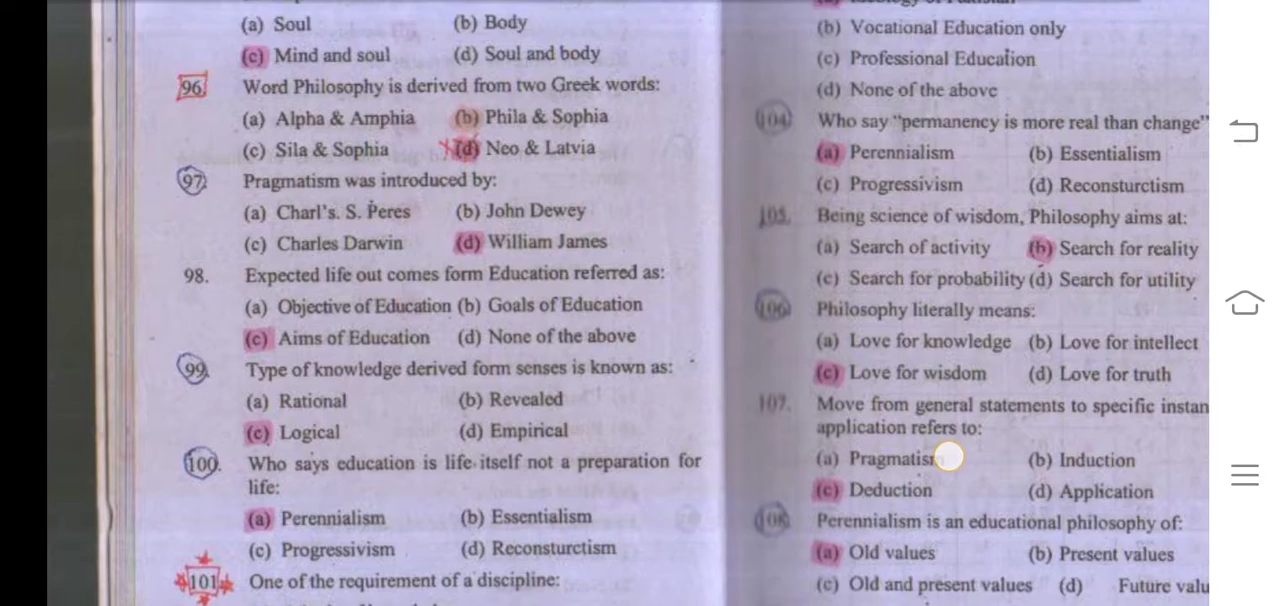 (a) Soul (b) Body
(c) Mind and soul (d) Soul and body
96. Word Philosophy is derived from two Greek words:
(a) Alpha & Amphia (b) Phila & Sophia
(c) Sila & Sophia (d) Neo & Latvia
97. Pragmatism was introduced by:
(a) Charl's. S. Peres (b) John Dewey
(c) Charles Darwin (d) William James
98. Expected life out comes form Education referred as:
(a) Objective of Education (b) Goals of Education
(c) Aims of Education (d) None of the above
99. Type of knowledge derived form senses is known as:
(a) Rational (b) Revealed
(c) Logical (d) Empirical
100. Who says education is life itself not a preparation for
life:
(a) Perennialism (b) Essentialism
(c) Progressivism (d) Reconsturctism
101. One of the requirement of a discipline:
(b) Vocational Education only
(c) Professional Education
(d) None of the above
104. Who say "permanency is more real than change"
(a) Perennialism (b) Essentialism
(c) Progressivism (d) Reconsturctism
105. Being science of wisdom, Philosophy aims at:
(a) Search of activity (b) Search for reality
(c) Search for probability (d) Search for utility
106. Philosophy literally means:
(a) Love for knowledge (b) Love for intellect
(c) Love for wisdom (d) Love for truth
107. Move from general statements to specific instan
application refers to:
(a) Pragmatism (b) Induction
(c) Deduction (d) Application
108. Perennialism is an educational philosophy of:
(a) Old values (b) Present values
(c) Old and present values (d) Future valu